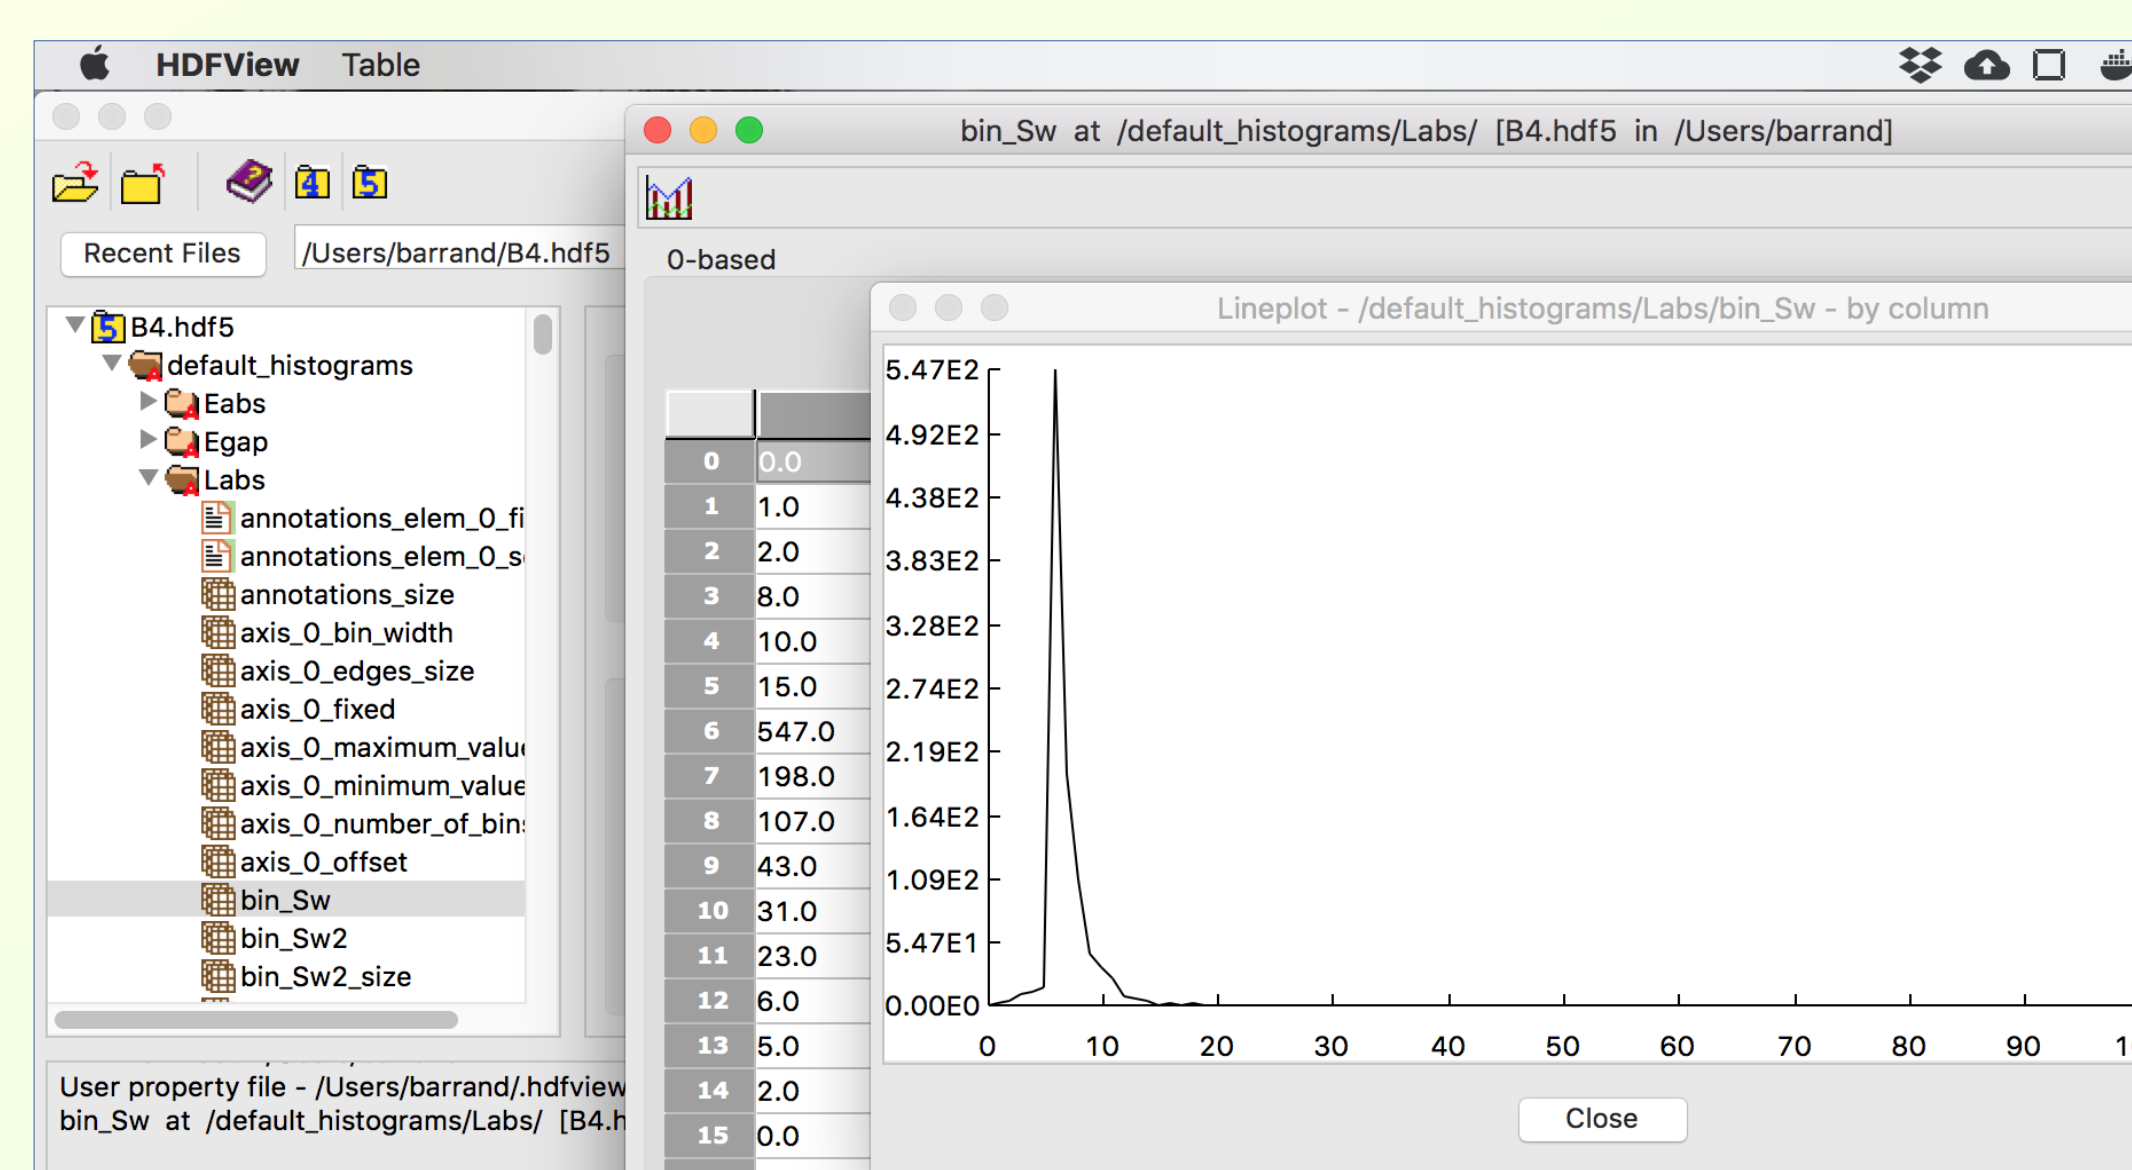 HDFView Table
bin_Sw at /default_histograms/Labs/ [B4.hdf5 in /Users/barrand]
4
5
Recent Files
/Users/barrand/B4.hdf5
5 B4.hdf5
default_histograms
Eabs
Egap
Labs
annotations_elem_0_fi
annotations_elem_0_s
annotations_size
axis_0_bin_width
axis_0_edges_size
axis_0_fixed
axis_0_maximum_value
axis_0_minimum_value
axis_0_number_of_bins
axis_0_offset
bin_Sw
bin_Sw2
bin_Sw2_size
User property file - /Users/barrand/.hdfview
bin_Sw at /default_histograms/Labs/ [B4.h
0-based
0 0.0
1 1.0
2 2.0
3 8.0
4 10.0
5 15.0
6 547.0
7 198.0
8 107.0
9 43.0
10 31.0
11 23.0
12 6.0
13 5.0
14 2.0
15 0.0
Lineplot - /default_histograms/Labs/bin_Sw - by column
5.47E2
4.92E2
4.38E2
3.83E2
3.28E2
2.74E2
2.19E2
1.64E2
1.09E2
5.47E1
0.00E0
0 10 20 30 40 50 60 70 80 90
Close